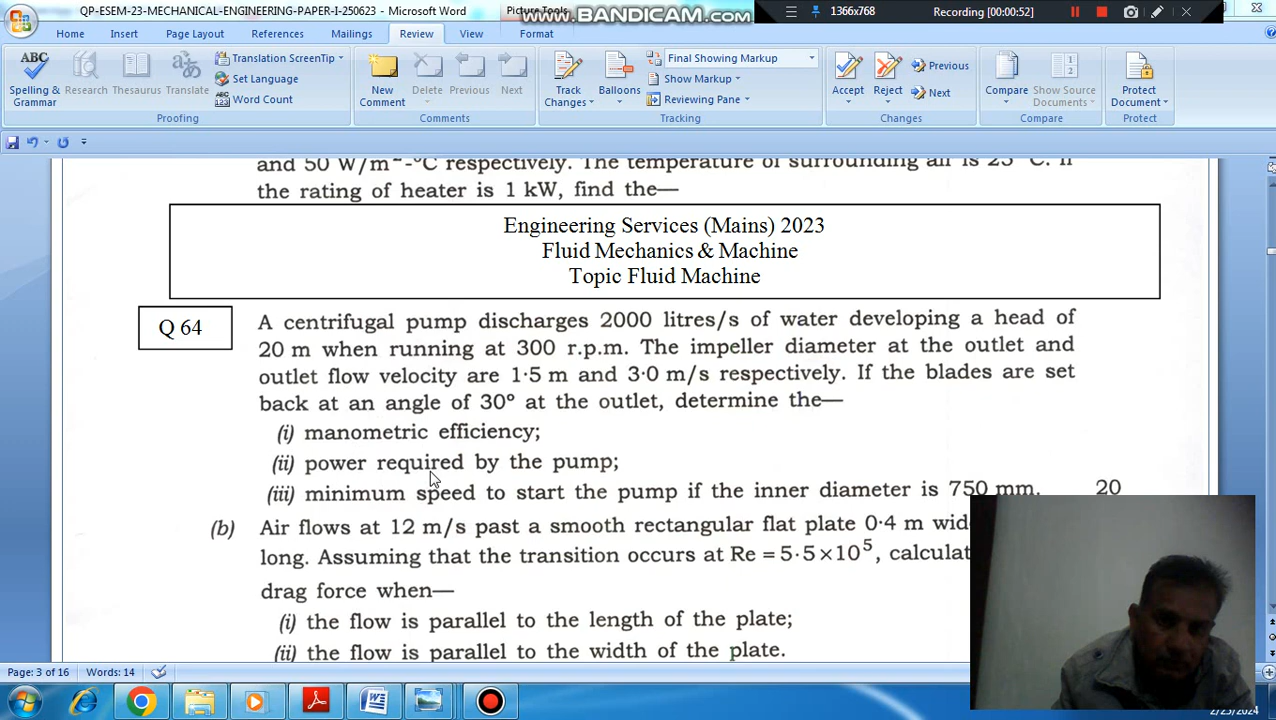 QP-ESEM-23-MECHANICAL-ENGINEERING-PAPER-I-250623 - Microsoft Word
Picture Tools
www.BANDICAM.com
1366x768
Recording [00:00:52]
Home Insert Page Layout References Mailings Review View Format
ABC
Spelling & Grammar
Research
Thesaurus
Translate
Translation ScreenTip
Set Language
ABC 123 Word Count
Proofing
New Comment
Delete
Previous
Next
Comments
Track Changes
Balloons
Final Showing Markup
Show Markup
Reviewing Pane
Tracking
Accept
Reject
Previous
Next
Changes
Compare
Show Source Documents
Compare
Protect Document
Protect
and 50 W/m²-°C respectively. The temperature of surrounding air is 25 °C. If
the rating of heater is 1 kW, find the—
Engineering Services (Mains) 2023
Fluid Mechanics & Machine
Topic Fluid Machine
Q 64
A centrifugal pump discharges 2000 litres/s of water developing a head of
20 m when running at 300 r.p.m. The impeller diameter at the outlet and
outlet flow velocity are 1·5 m and 3·0 m/s respectively. If the blades are set
back at an angle of 30° at the outlet, determine the—
(i) manometric efficiency;
(ii) power required by the pump;
(iii) minimum speed to start the pump if the inner diameter is 750 mm. 20
(b) Air flows at 12 m/s past a smooth rectangular flat plate 0·4 m
long. Assuming that the transition occurs at Re = 5·5×10⁵,
drag force when—
(i) the flow is parallel to the length of the plate;
(ii) the flow is parallel to the width of the plate.
Page: 3 of 16 Words: 14